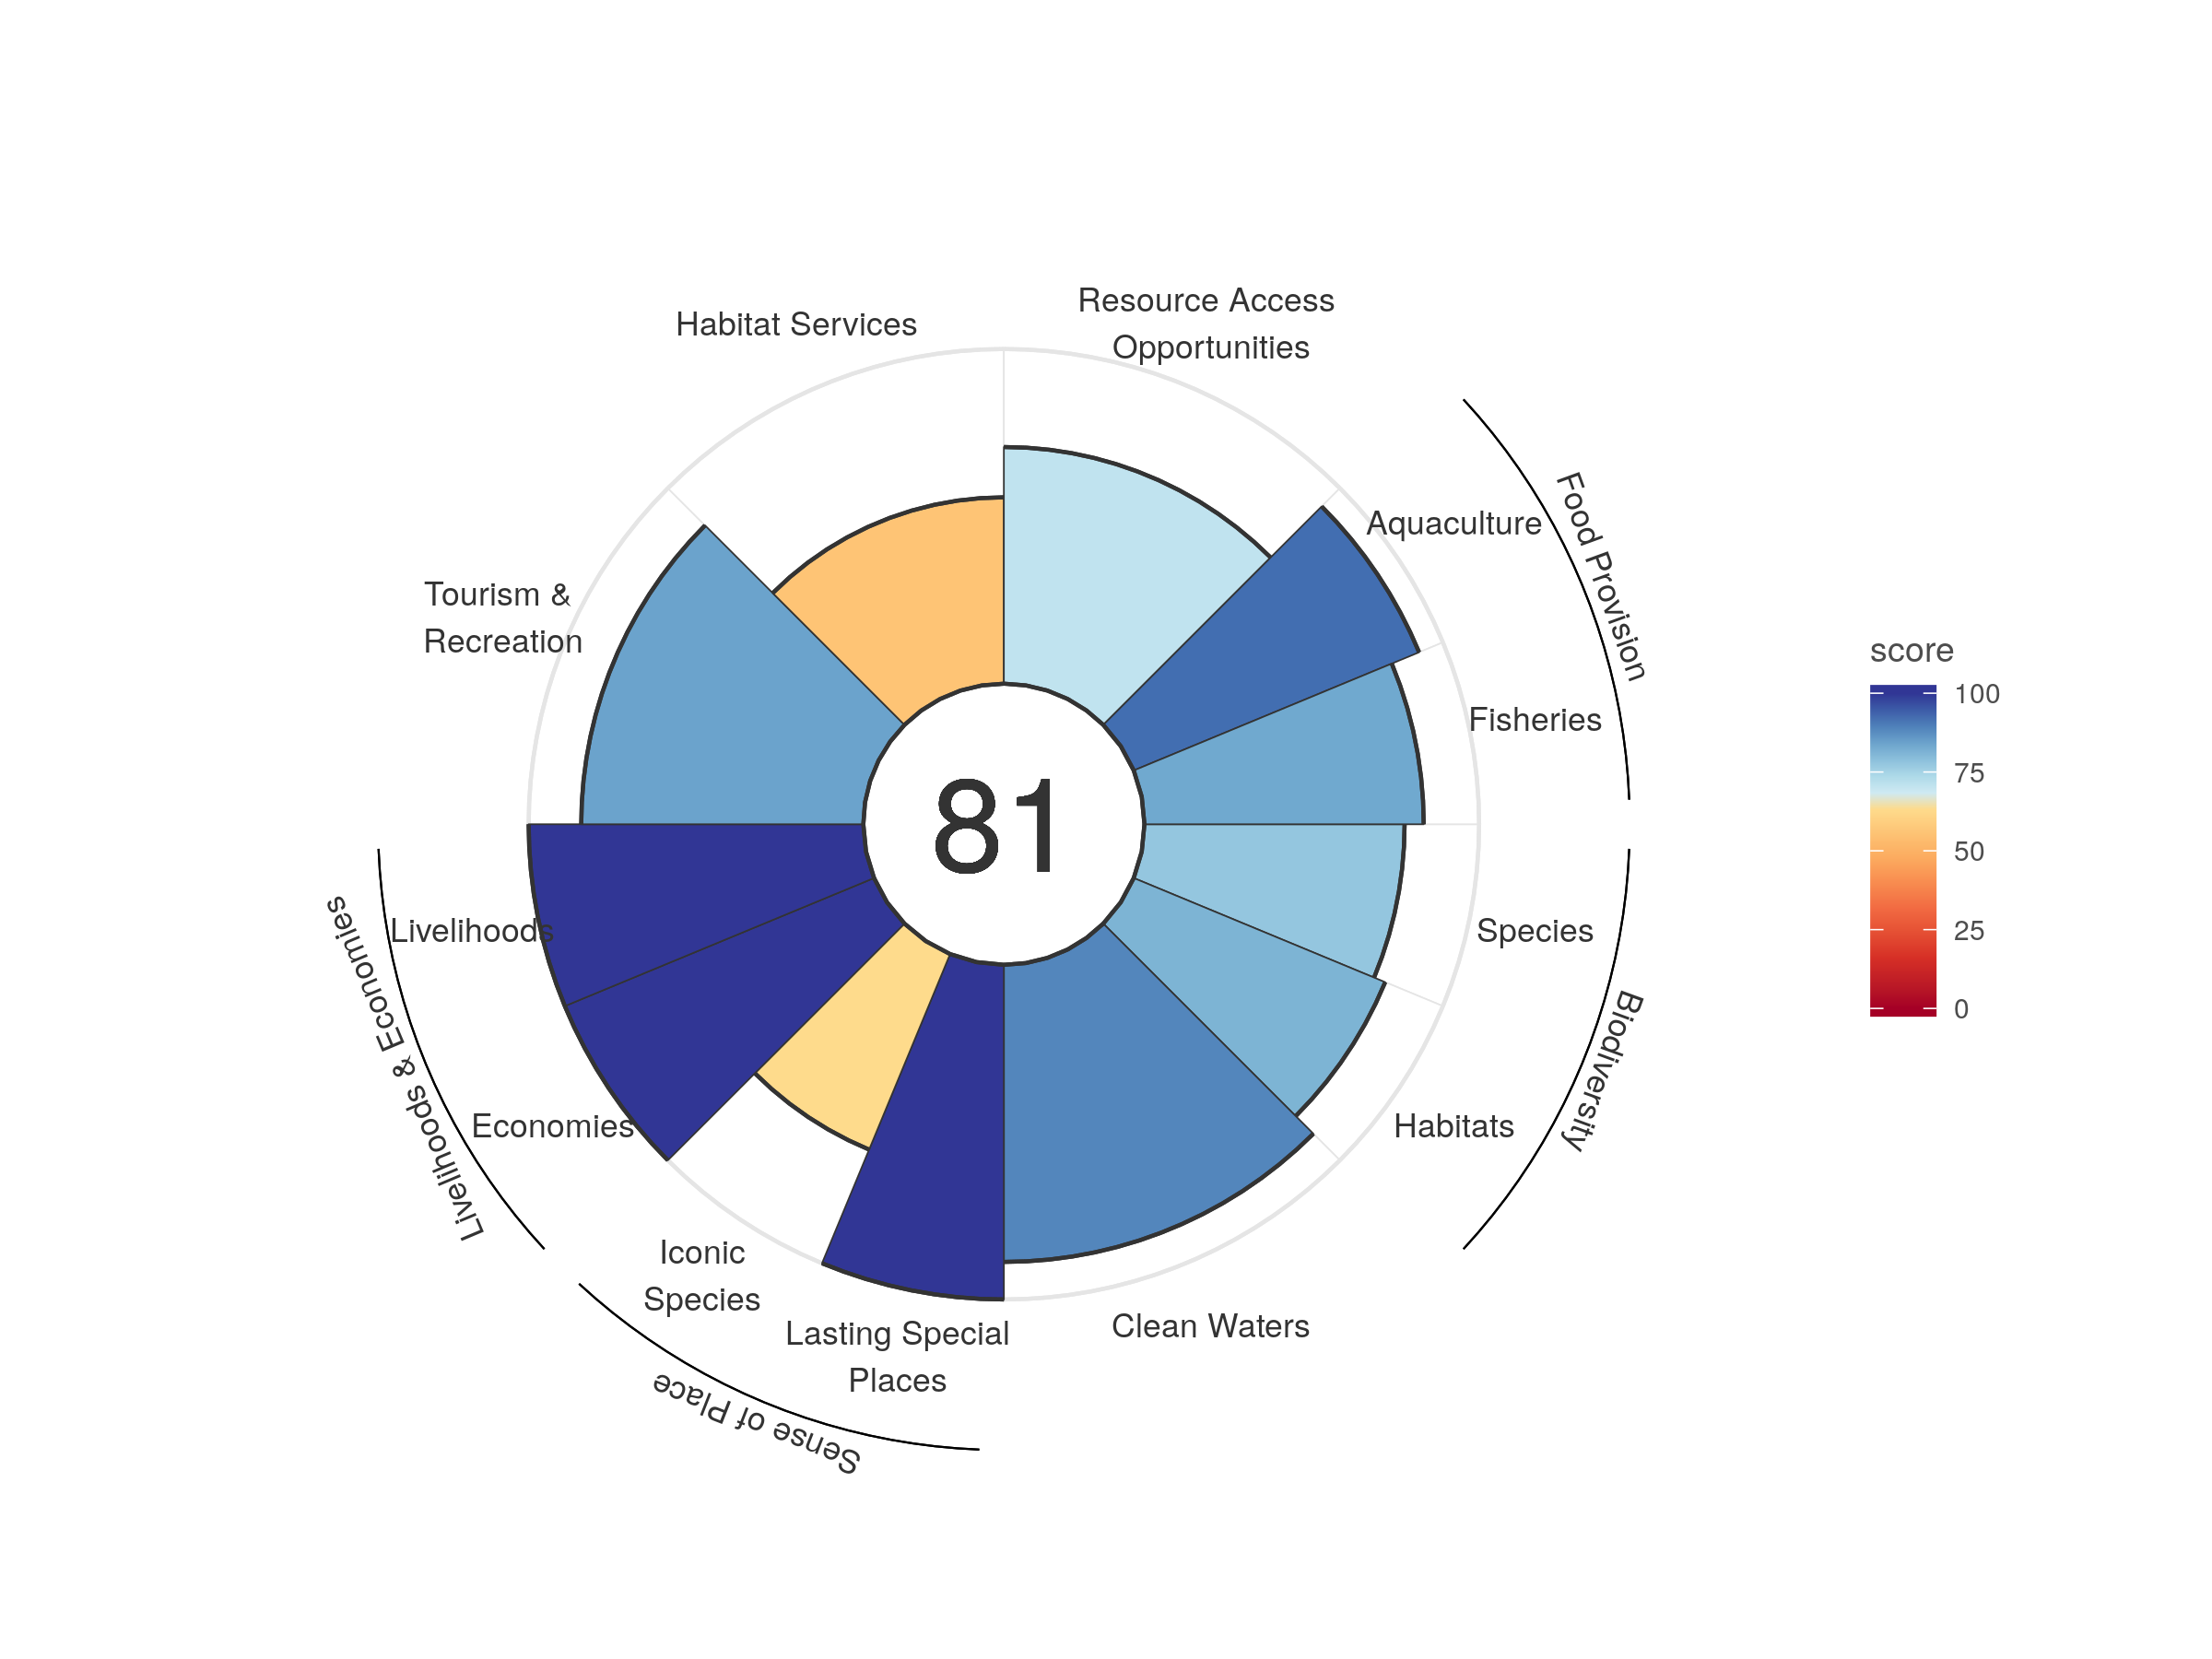 Resource Access
Opportunities
Habitat Services
Aquaculture
Food Provision
Tourism &
Recreation
Fisheries
score
100
75
50
25
0
81
Livelihoods
Species
Livelihoods & Economies
Biodiversity
Economies
Habitats
Iconic
Species
Lasting Special
Places
Clean Waters
Sense of Place